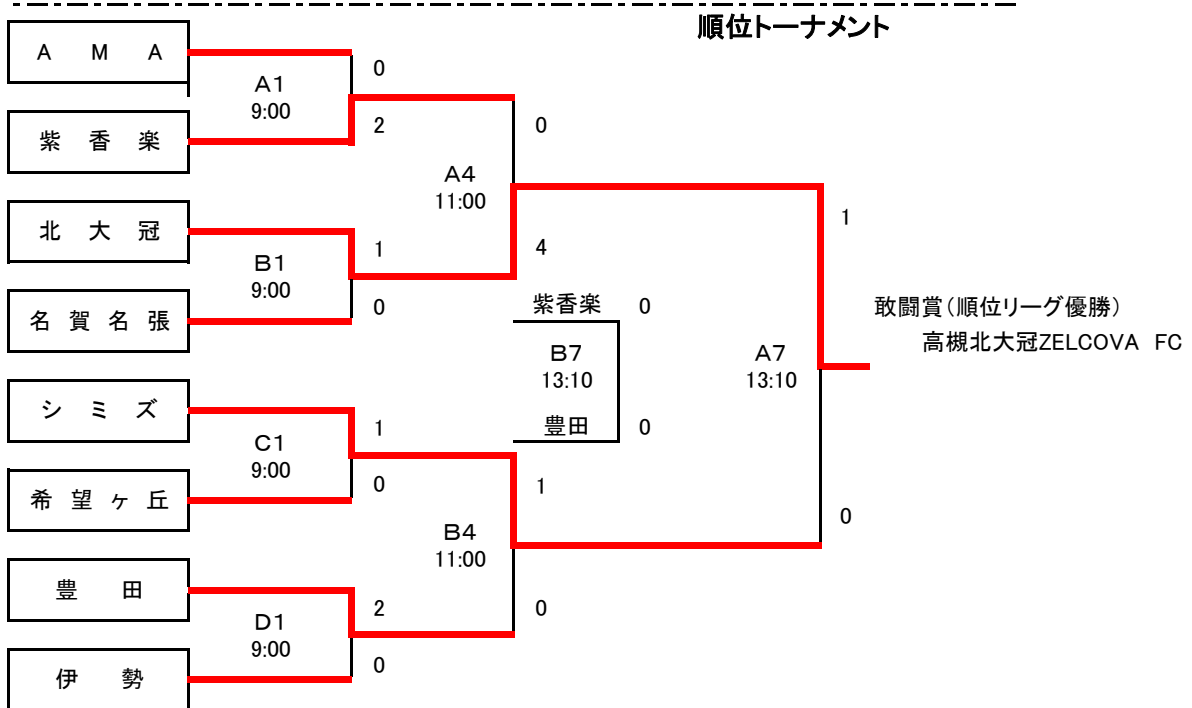 順位トーナメント
AMA
0
A1
9:00
紫香楽
2
0
A4
11:00
北大冠
1
4
1
B1
9:00
名賀名張
0
紫香楽
0
B7
13:10
豊田
0
A7
13:10
敢闘賞(順位リーグ優勝)
高槻北大冠ZELCOVA FC
シミズ
1
C1
9:00
希望ヶ丘
0
1
0
B4
11:00
豊田
2
0
D1
9:00
伊勢
0